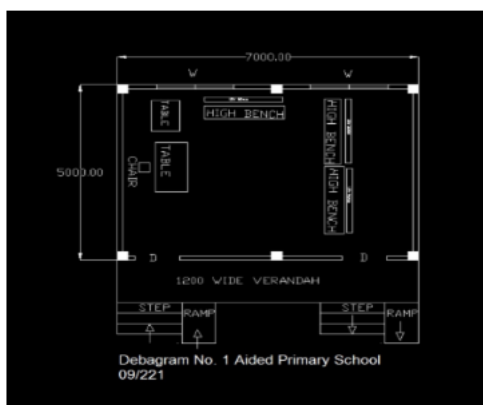 7000.00
W
W
TABLE
HIGH BENCH
HIGH BENCH
5000.00
CHAIR
TABLE
HIGH BENCH
D
D
1200 WIDE VERANDAH
STEP
RAMP
STEP
RAMP
Debagram No. 1 Aided Primary School
09/221